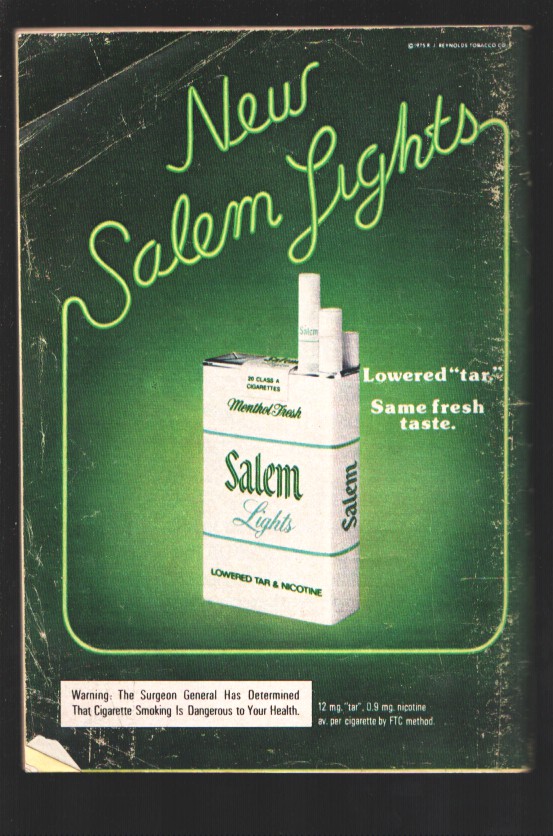 © 1975 R. J. REYNOLDS TOBACCO CO.
New
Salem Lights
Salem
Lowered “tar.”
Same fresh
taste.
20 CLASS A
CIGARETTES
Menthol Fresh
Salem
Lights
Salem
LOWERED TAR & NICOTINE
Warning: The Surgeon General Has Determined
That Cigarette Smoking Is Dangerous to Your Health.
12 mg. "tar", 0.9 mg. nicotine
av. per cigarette by FTC method.